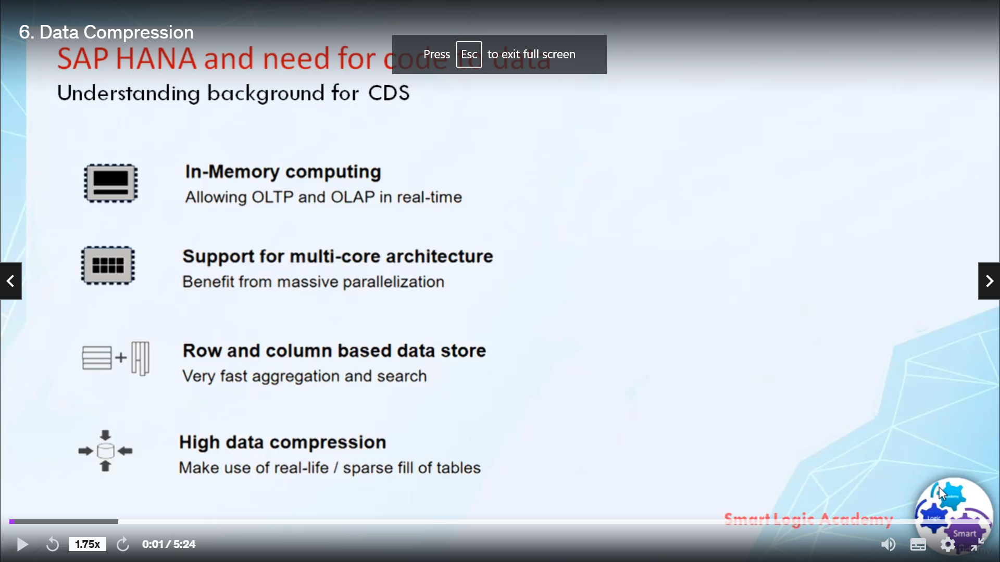 6. Data Compression
Press Esc to exit full screen
SAP HANA and need for code to data
Understanding background for CDS
In-Memory computing
Allowing OLTP and OLAP in real-time
Support for multi-core architecture
Benefit from massive parallelization
Row and column based data store
Very fast aggregation and search
High data compression
Make use of real-life / sparse fill of tables
Smart Logic Academy
Logic
Smart
1.75x
0:01 / 5:24